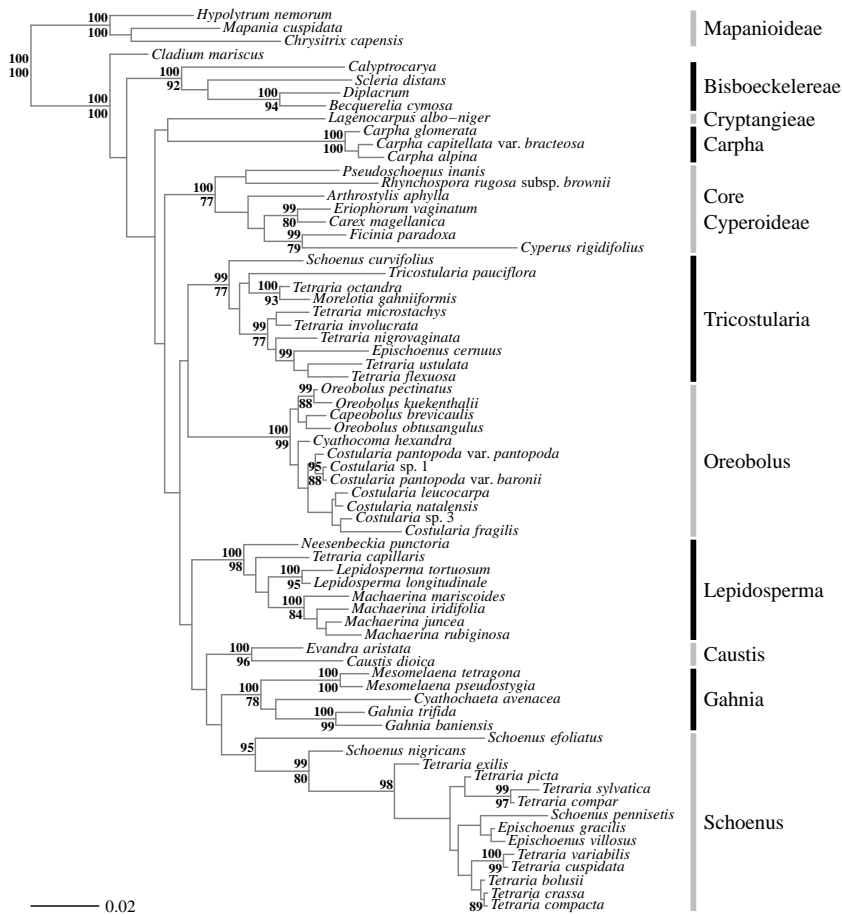 Hypolytrum nemorum
Mapania cuspidata
Chrysitrix capensis
100
100
Mapanioideae
100
100
Cladium mariscus
100
100
Calyptrocarya
Scleria distans
Diplacrum
Becquerelia cymosa
100
92
100
94
Bisboeckelereae
Lagenocarpus albo−niger
Cryptangieae
Carpha glomerata
Carpha capitellata var. bracteosa
Carpha alpina
100
100
Carpha
Pseudoschoenus inanis
Rhynchospora rugosa subsp. brownii
Arthrostylis aphylla
Eriophorum vaginatum
Carex magellanica
Ficinia paradoxa
Cyperus rigidifolius
100
77
99
80
99
79
Core
Cyperoideae
Schoenus curvifolius
Tricostularia pauciflora
Tetraria octandra
Morelotia gahniiformis
Tetraria microstachys
Tetraria involucrata
Tetraria nigrovaginata
Epischoenus cernuus
Tetraria ustulata
Tetraria flexuosa
99
77
100
93
99
77
99
Tricostularia
Oreobolus pectinatus
Oreobolus kuekenthalii
Capeobolus brevicaulis
Oreobolus obtusangulus
Cyathocoma hexandra
Costularia pantopoda var. pantopoda
Costularia sp. 1
Costularia pantopoda var. baronii
Costularia leucocarpa
Costularia natalensis
Costularia sp. 3
Costularia fragilis
99
88
100
99
95
88
Oreobolus
Neesenbeckia punctoria
Tetraria capillaris
Lepidosperma tortuosum
Lepidosperma longitudinale
Machaerina mariscoides
Machaerina iridifolia
Machaerina juncea
Machaerina rubiginosa
100
98
100
95
100
84
Lepidosperma
Evandra aristata
Caustis dioica
100
96
Caustis
Mesomelaena tetragona
Mesomelaena pseudostygia
Cyathochaeta avenacea
Gahnia trifida
Gahnia baniensis
100
100
100
78
100
99
Gahnia
Schoenus efoliatus
Schoenus nigricans
Tetraria exilis
Tetraria picta
Tetraria sylvatica
Tetraria compar
Schoenus pennisetis
Epischoenus gracilis
Epischoenus villosus
Tetraria variabilis
Tetraria cuspidata
Tetraria bolusii
Tetraria crassa
Tetraria compacta
95
99
80
98
99
97
100
99
89
Schoenus
0.02